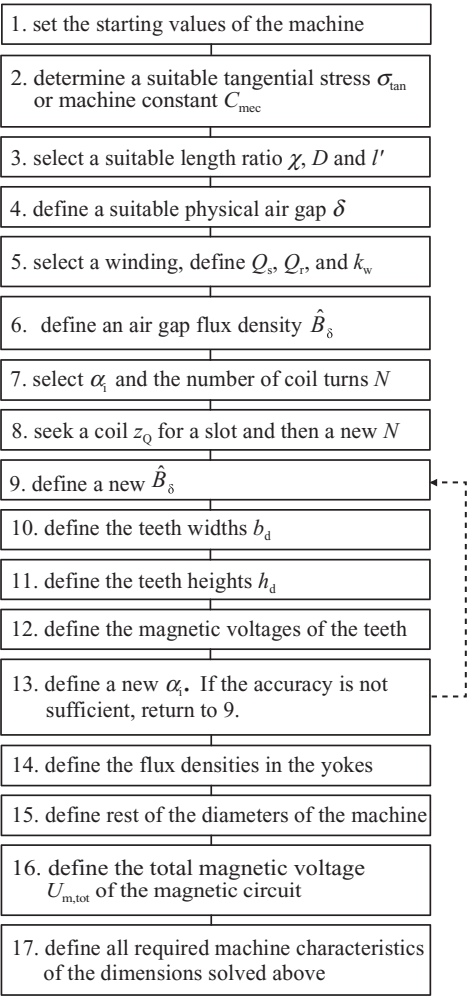 1. set the starting values of the machine
2. determine a suitable tangential stress σ_tan
or machine constant C_mec
3. select a suitable length ratio χ, D and l′
4. define a suitable physical air gap δ
5. select a winding, define Q_s, Q_r, and k_w
6. define an air gap flux density B̂_δ
7. select α_i and the number of coil turns N
8. seek a coil z_Q for a slot and then a new N
9. define a new B̂_δ
10. define the teeth widths b_d
11. define the teeth heights h_d
12. define the magnetic voltages of the teeth
13. define a new α_i. If the accuracy is not
sufficient, return to 9.
14. define the flux densities in the yokes
15. define rest of the diameters of the machine
16. define the total magnetic voltage
U_m,tot of the magnetic circuit
17. define all required machine characteristics
of the dimensions solved above